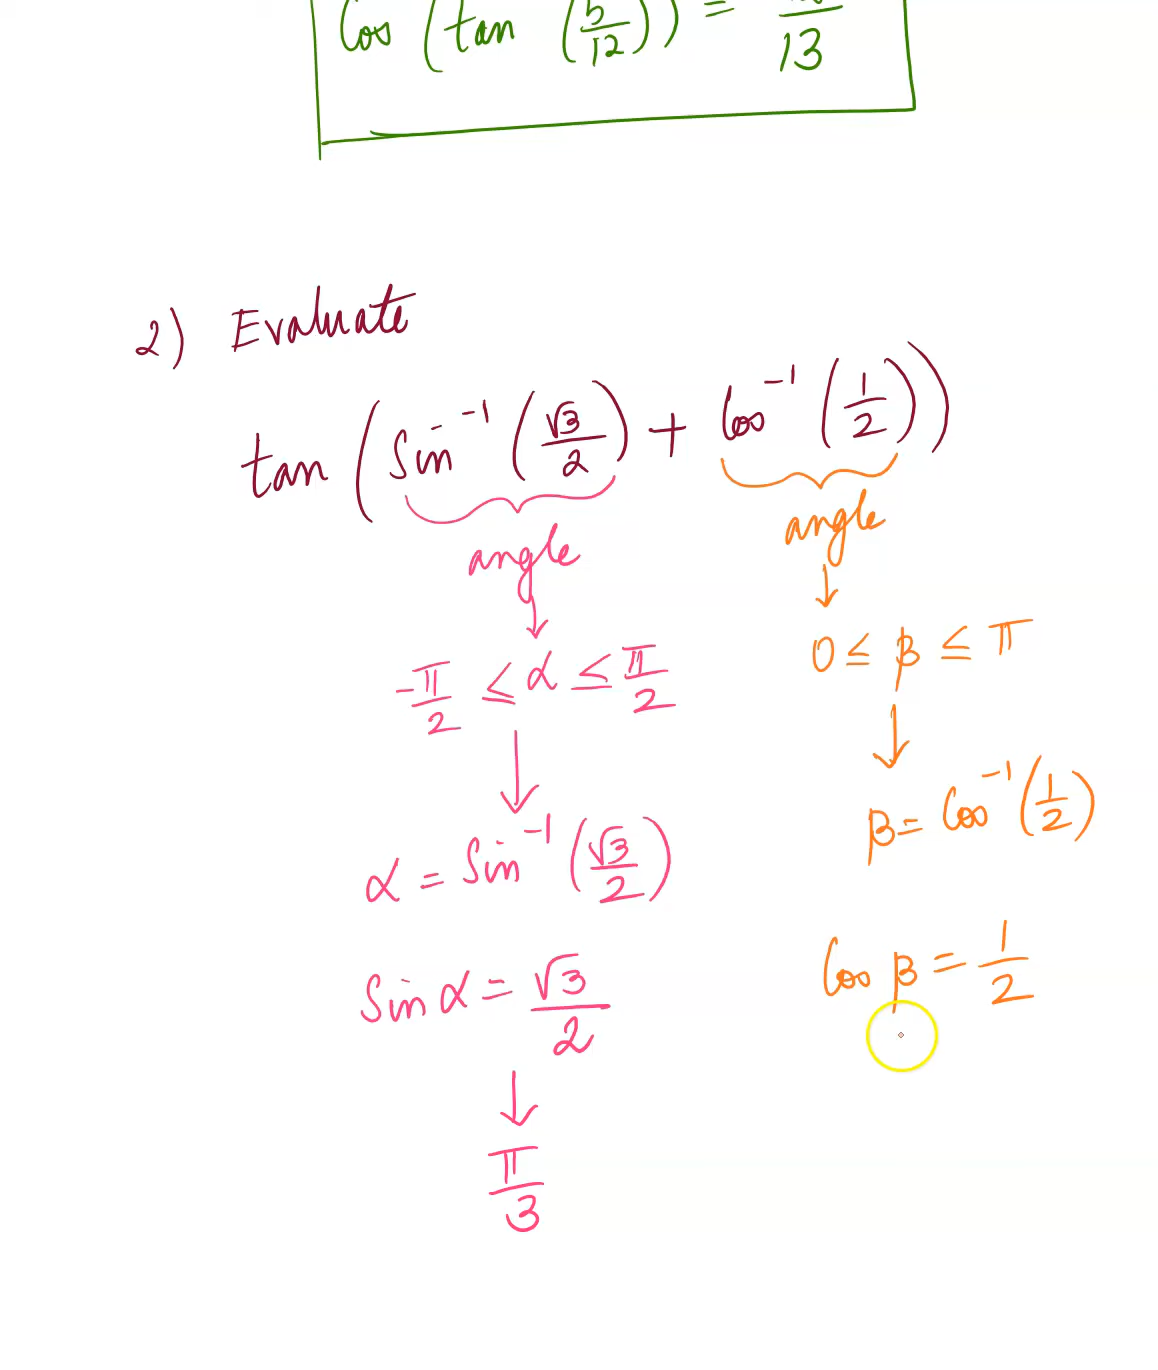 Cos (tan (5/12)) = /13
2) Evaluate
tan (Sin⁻¹ (√3/2) + Cos⁻¹ (1/2))
angle
angle
↓
↓
-π/2 ≤ α ≤ π/2
0 ≤ β ≤ π
↓
↓
α = Sin⁻¹ (√3/2)
β = Cos⁻¹ (1/2)
Sin α = √3/2
Cos β = 1/2
↓
π/3